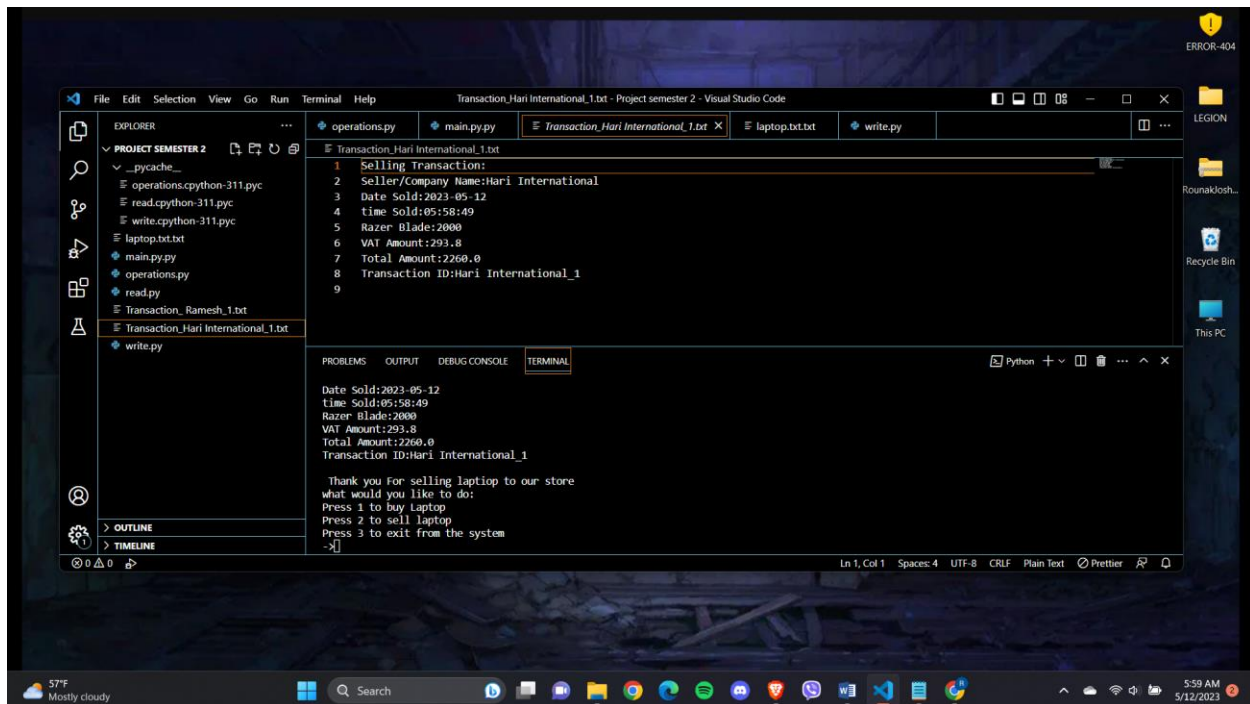 ERROR-404
File Edit Selection View Go Run Terminal Help
Transaction_Hari International_1.txt - Project semester 2 - Visual Studio Code
LEGION
EXPLORER
operations.py
main.py.py
Transaction_Hari International_1.txt
laptop.txt.txt
write.py
PROJECT SEMESTER 2
__pycache__
operations.cpython-311.pyc
read.cpython-311.pyc
write.cpython-311.pyc
laptop.txt.txt
main.py.py
operations.py
read.py
Transaction_ Ramesh_1.txt
Transaction_Hari International_1.txt
write.py
OUTLINE
TIMELINE
Transaction_Hari International_1.txt
1 Selling Transaction:
2 Seller/Company Name:Hari International
3 Date Sold:2023-05-12
4 time Sold:05:58:49
5 Razer Blade:2000
6 VAT Amount:293.8
7 Total Amount:2260.0
8 Transaction ID:Hari International_1
9
PROBLEMS OUTPUT DEBUG CONSOLE TERMINAL
Python
Date Sold:2023-05-12
time Sold:05:58:49
Razer Blade:2000
VAT Amount:293.8
Total Amount:2260.0
Transaction ID:Hari International_1
Thank you For selling laptiop to our store
what would you like to do:
Press 1 to buy Laptop
Press 2 to sell laptop
Press 3 to exit from the system
->
1
0 0
Ln 1, Col 1 Spaces: 4 UTF-8 CRLF Plain Text Prettier
RounakJosh...
Recycle Bin
This PC
57°F
Mostly cloudy
Search
5:59 AM
5/12/2023
2